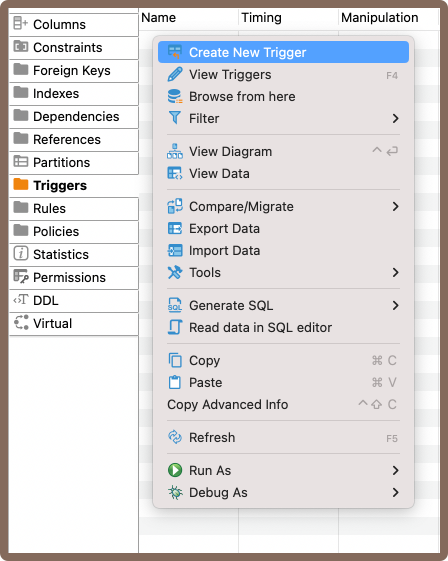 Columns
Constraints
Foreign Keys
Indexes
Dependencies
References
Partitions
Triggers
Rules
Policies
Statistics
Permissions
DDL
Virtual
Name Timing Manipulation
Create New Trigger
View Triggers F4
Browse from here
Filter
View Diagram ⌃ ↩
View Data
Compare/Migrate
Export Data
Import Data
Tools
Generate SQL
Read data in SQL editor
Copy ⌘ C
Paste ⌘ V
Copy Advanced Info ⌃ ⇧ C
Refresh F5
Run As
Debug As